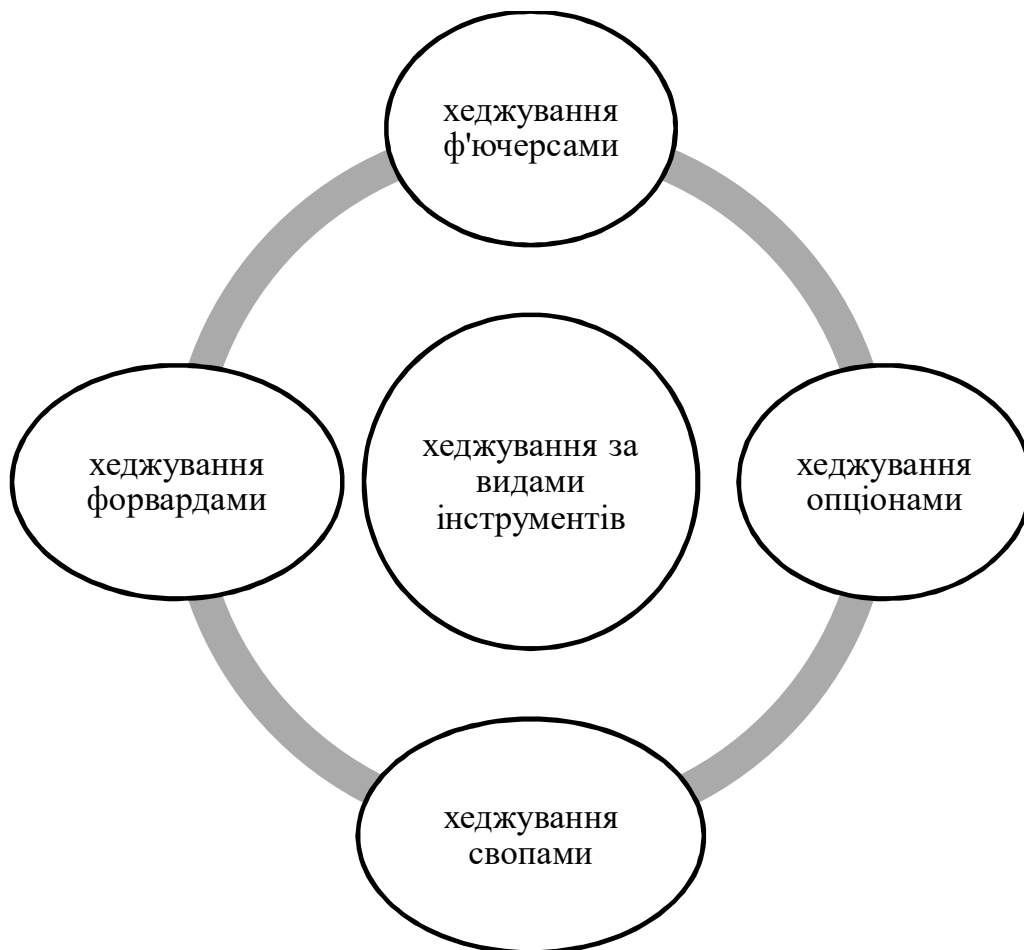 хеджування
ф'ючерсами
хеджування
форвардами
хеджування за
видами
інструментів
хеджування
опціонами
хеджування
свопами